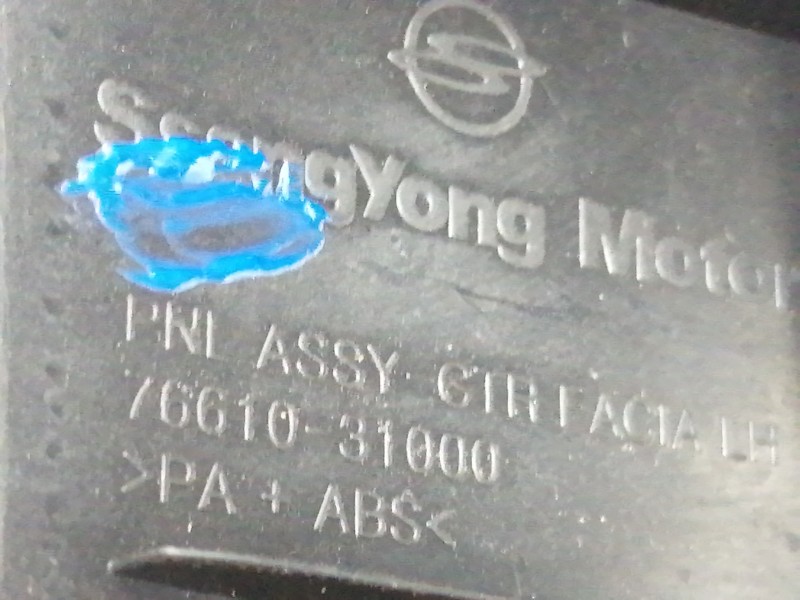 SsangYong Motor
PNL ASSY-CTR FACIA LH
76610-31000
>PA + ABS<